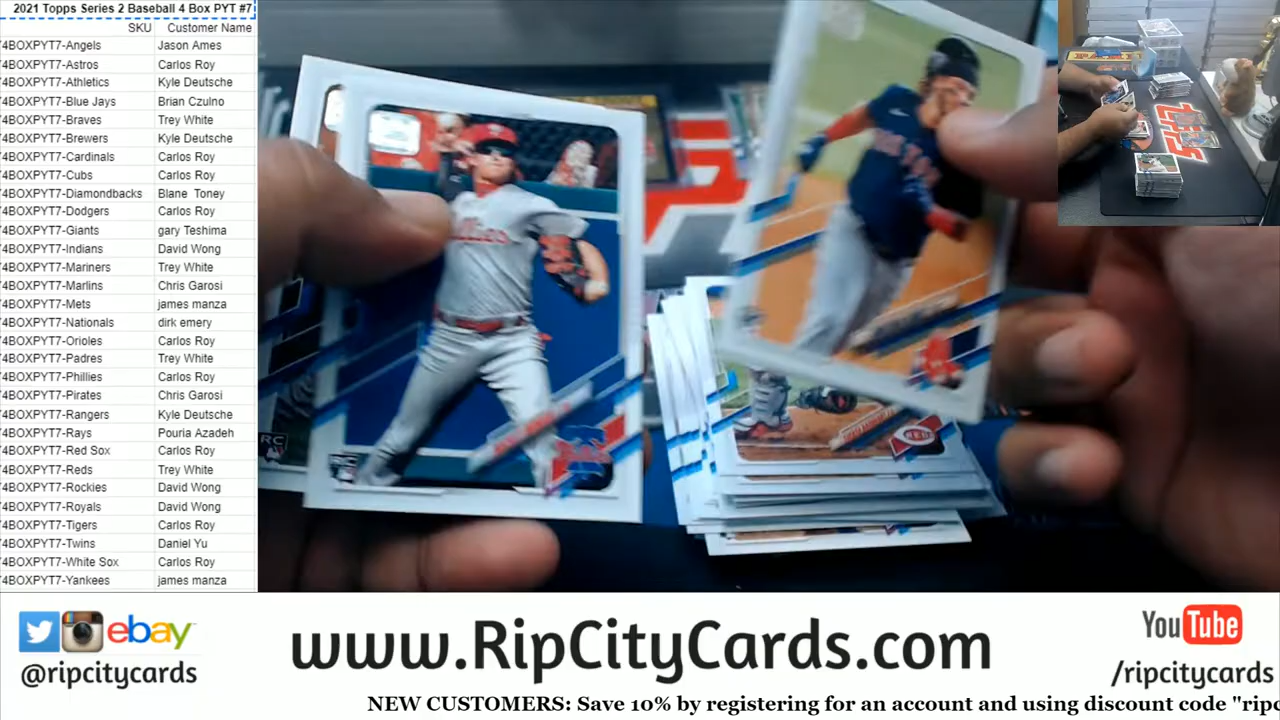 2021 Topps Series 2 Baseball 4 Box PYT #7
SKU Customer Name
4BOXPYT7-Angels Jason Ames
4BOXPYT7-Astros Carlos Roy
4BOXPYT7-Athletics Kyle Deutsche
4BOXPYT7-Blue Jays Brian Czulno
4BOXPYT7-Braves Trey White
4BOXPYT7-Brewers Kyle Deutsche
4BOXPYT7-Cardinals Carlos Roy
4BOXPYT7-Cubs Carlos Roy
4BOXPYT7-Diamondbacks Blane Toney
4BOXPYT7-Dodgers Carlos Roy
4BOXPYT7-Giants gary Teshima
4BOXPYT7-Indians David Wong
4BOXPYT7-Mariners Trey White
4BOXPYT7-Marlins Chris Garosi
4BOXPYT7-Mets james manza
4BOXPYT7-Nationals dirk emery
4BOXPYT7-Orioles Carlos Roy
4BOXPYT7-Padres Trey White
4BOXPYT7-Phillies Carlos Roy
4BOXPYT7-Pirates Chris Garosi
4BOXPYT7-Rangers Kyle Deutsche
4BOXPYT7-Rays Pouria Azadeh
4BOXPYT7-Red Sox Carlos Roy
4BOXPYT7-Reds Trey White
4BOXPYT7-Rockies David Wong
4BOXPYT7-Royals David Wong
4BOXPYT7-Tigers Carlos Roy
4BOXPYT7-Twins Daniel Yu
4BOXPYT7-White Sox Carlos Roy
4BOXPYT7-Yankees james manza
RC
REDS
ebay
@ripcitycards
www.RipCityCards.com
YouTube
/ripcitycards
NEW CUSTOMERS: Save 10% by registering for an account and using discount code "ripc